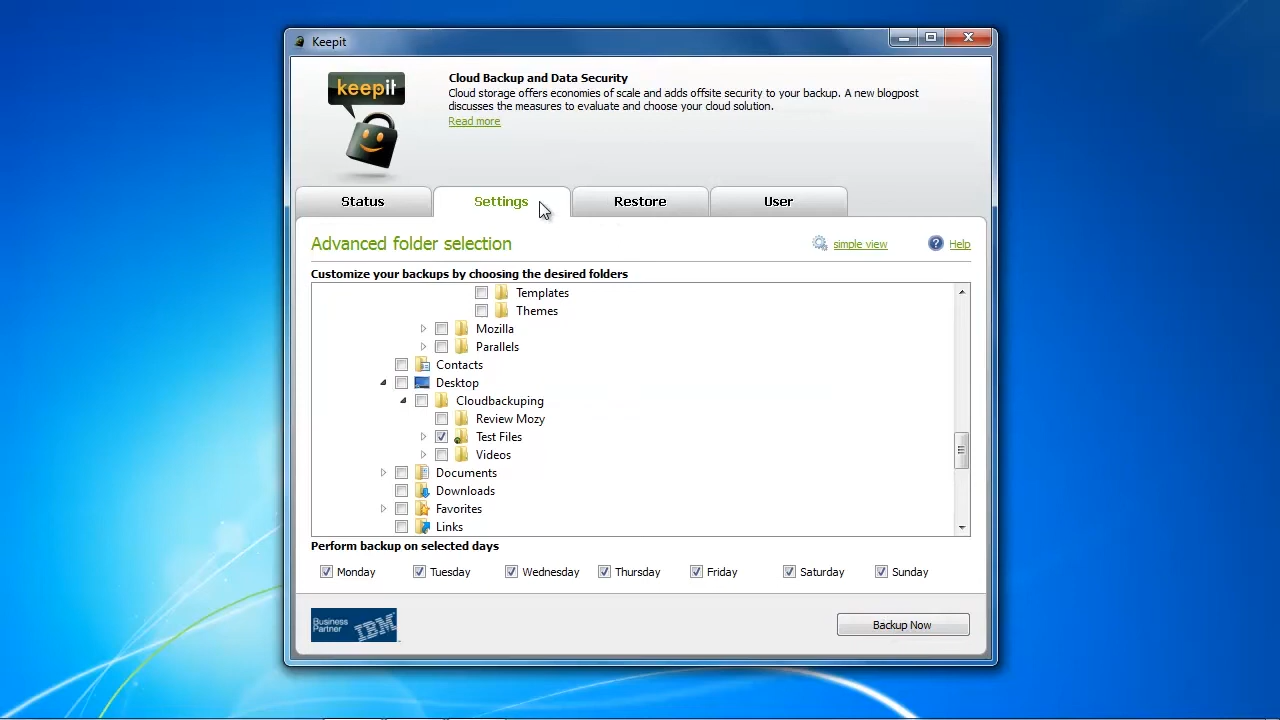 Keepit
keepit
Cloud Backup and Data Security
Cloud storage offers economies of scale and adds offsite security to your backup. A new blogpost
discusses the measures to evaluate and choose your cloud solution.
Read more
Status Settings Restore User
Advanced folder selection simple view ? Help
Customize your backups by choosing the desired folders
Templates
Themes
Mozilla
Parallels
Contacts
Desktop
Cloudbackuping
Review Mozy
Test Files
Videos
Documents
Downloads
Favorites
Links
Perform backup on selected days
Monday Tuesday Wednesday Thursday Friday Saturday Sunday
Business
Partner
IBM
Backup Now